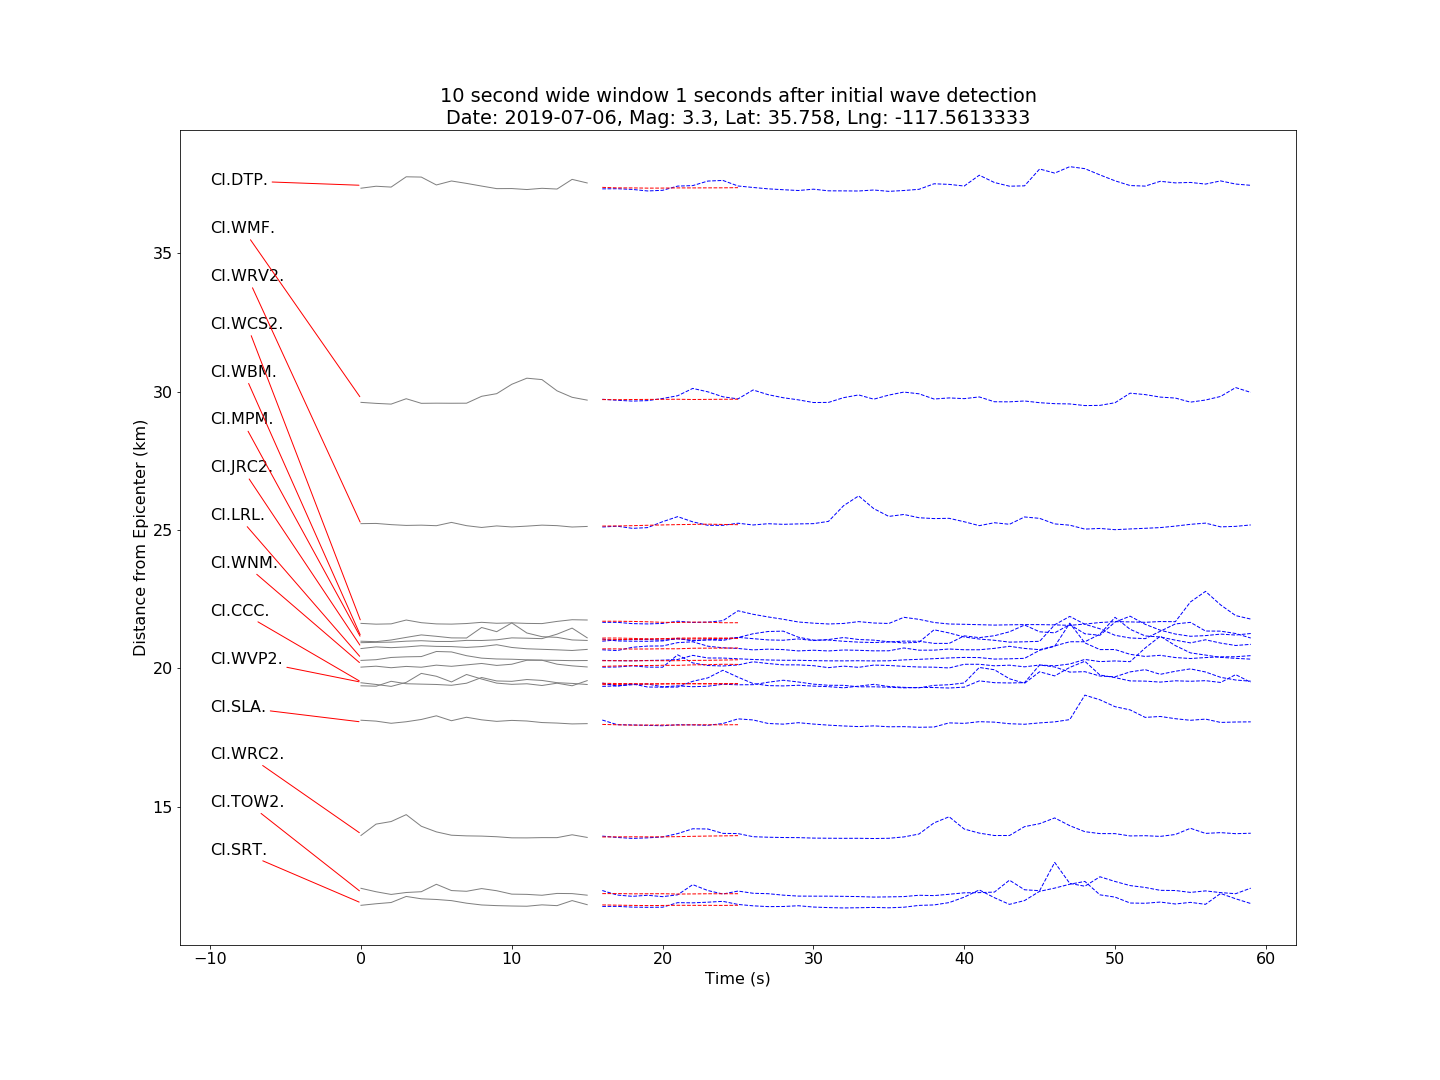 10 second wide window 1 seconds after initial wave detection
Date: 2019-07-06, Mag: 3.3, Lat: 35.758, Lng: -117.5613333
CI.DTP.
CI.WMF.
CI.WRV2.
CI.WCS2.
CI.WBM.
CI.MPM.
CI.JRC2.
CI.LRL.
CI.WNM.
CI.CCC.
CI.WVP2.
CI.SLA.
CI.WRC2.
CI.TOW2.
CI.SRT.
35
30
25
20
15
Distance from Epicenter (km)
−10 0 10 20 30 40 50 60
Time (s)